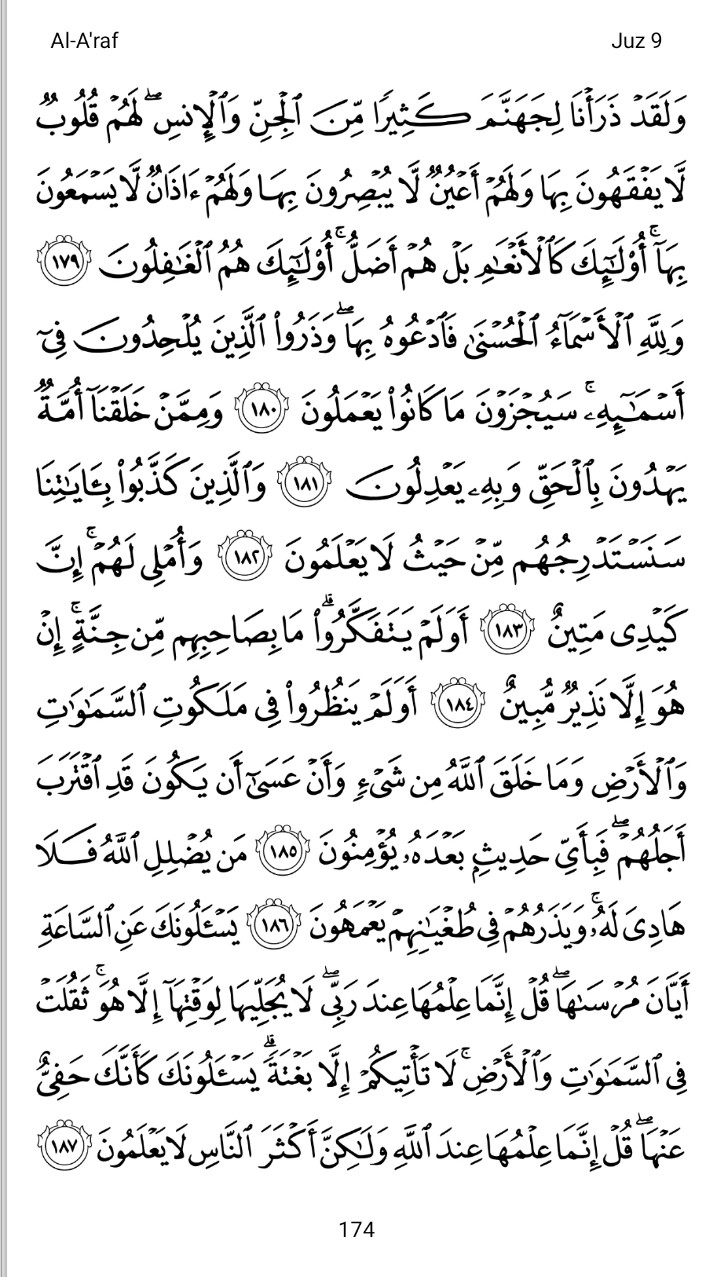 Al-A'raf
Juz 9
وَلَقَدْ ذَرَأْنَا لِجَهَنَّمَ كَثِيرًا مِّنَ ٱلْجِنِّ وَٱلْإِنسِ ۖ لَهُمْ قُلُوبٌ
لَّا يَفْقَهُونَ بِهَا وَلَهُمْ أَعْيُنٌ لَّا يُبْصِرُونَ بِهَا وَلَهُمْ ءَاذَانٌ لَّا يَسْمَعُونَ
بِهَآ ۚ أُو۟لَـٰٓئِكَ كَٱلْأَنْعَـٰمِ بَلْ هُمْ أَضَلُّ ۚ أُو۟لَـٰٓئِكَ هُمُ ٱلْغَـٰفِلُونَ ١٧٩
وَلِلَّهِ ٱلْأَسْمَآءُ ٱلْحُسْنَىٰ فَٱدْعُوهُ بِهَا ۖ وَذَرُوا۟ ٱلَّذِينَ يُلْحِدُونَ فِىٓ
أَسْمَـٰٓئِهِۦ ۚ سَيُجْزَوْنَ مَا كَانُوا۟ يَعْمَلُونَ ١٨٠ وَمِمَّنْ خَلَقْنَآ أُمَّةٌ
يَهْدُونَ بِٱلْحَقِّ وَبِهِۦ يَعْدِلُونَ ١٨١ وَٱلَّذِينَ كَذَّبُوا۟ بِـَٔايَـٰتِنَا
سَنَسْتَدْرِجُهُم مِّنْ حَيْثُ لَا يَعْلَمُونَ ١٨٢ وَأُمْلِى لَهُمْ ۚ إِنَّ
كَيْدِى مَتِينٌ ١٨٣ أَوَلَمْ يَتَفَكَّرُوا۟ ۗ مَا بِصَاحِبِهِم مِّن جِنَّةٍ ۚ إِنْ
هُوَ إِلَّا نَذِيرٌ مُّبِينٌ ١٨٤ أَوَلَمْ يَنظُرُوا۟ فِى مَلَكُوتِ ٱلسَّمَـٰوَٰتِ
وَٱلْأَرْضِ وَمَا خَلَقَ ٱللَّهُ مِن شَىْءٍ وَأَنْ عَسَىٰٓ أَن يَكُونَ قَدِ ٱقْتَرَبَ
أَجَلُهُمْ ۖ فَبِأَىِّ حَدِيثٍۭ بَعْدَهُۥ يُؤْمِنُونَ ١٨٥ مَن يُضْلِلِ ٱللَّهُ فَلَا
هَادِىَ لَهُۥ ۚ وَيَذَرُهُمْ فِى طُغْيَـٰنِهِمْ يَعْمَهُونَ ١٨٦ يَسْـَٔلُونَكَ عَنِ ٱلسَّاعَةِ
أَيَّانَ مُرْسَىٰهَا ۖ قُلْ إِنَّمَا عِلْمُهَا عِندَ رَبِّى ۖ لَا يُجَلِّيهَا لِوَقْتِهَآ إِلَّا هُوَ ۚ ثَقُلَتْ
فِى ٱلسَّمَـٰوَٰتِ وَٱلْأَرْضِ ۚ لَا تَأْتِيكُمْ إِلَّا بَغْتَةً ۗ يَسْـَٔلُونَكَ كَأَنَّكَ حَفِىٌّ
عَنْهَا ۖ قُلْ إِنَّمَا عِلْمُهَا عِندَ ٱللَّهِ وَلَـٰكِنَّ أَكْثَرَ ٱلنَّاسِ لَا يَعْلَمُونَ ١٨٧
174